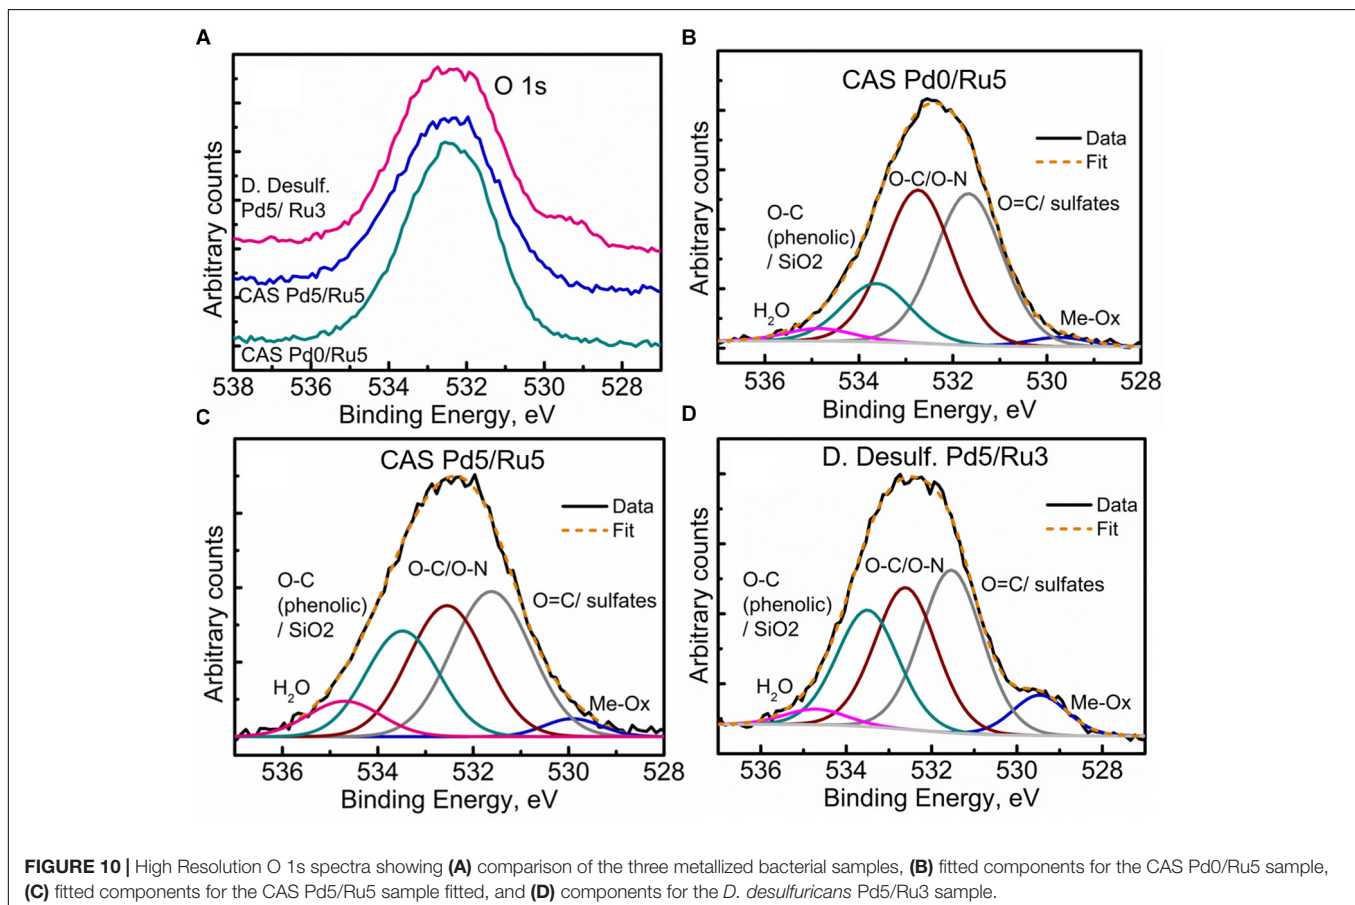 A
O 1s
D. Desulf.
Pd5/ Ru3
CAS Pd5/Ru5
CAS Pd0/Ru5
Arbitrary counts
538 536 534 532 530 528
Binding Energy, eV
B
CAS Pd0/Ru5
Data
Fit
O-C/O-N
O=C/ sulfates
O-C
(phenolic)
/ SiO2
H2O
Me-Ox
Arbitrary counts
536 534 532 530 528
Binding Energy, eV
C
CAS Pd5/Ru5
Data
Fit
O-C/O-N
O=C/ sulfates
O-C
(phenolic)
/ SiO2
H2O
Me-Ox
Arbitrary counts
536 534 532 530 528
Binding Energy, eV
D
D. Desulf. Pd5/Ru3
Data
Fit
O-C/O-N
O=C/ sulfates
O-C
(phenolic)
/ SiO2
H2O
Me-Ox
Arbitrary counts
536 534 532 530 528
Binding Energy, eV
FIGURE 10 | High Resolution O 1s spectra showing (A) comparison of the three metallized bacterial samples, (B) fitted components for the CAS Pd0/Ru5 sample,
(C) fitted components for the CAS Pd5/Ru5 sample fitted, and (D) components for the D. desulfuricans Pd5/Ru3 sample.